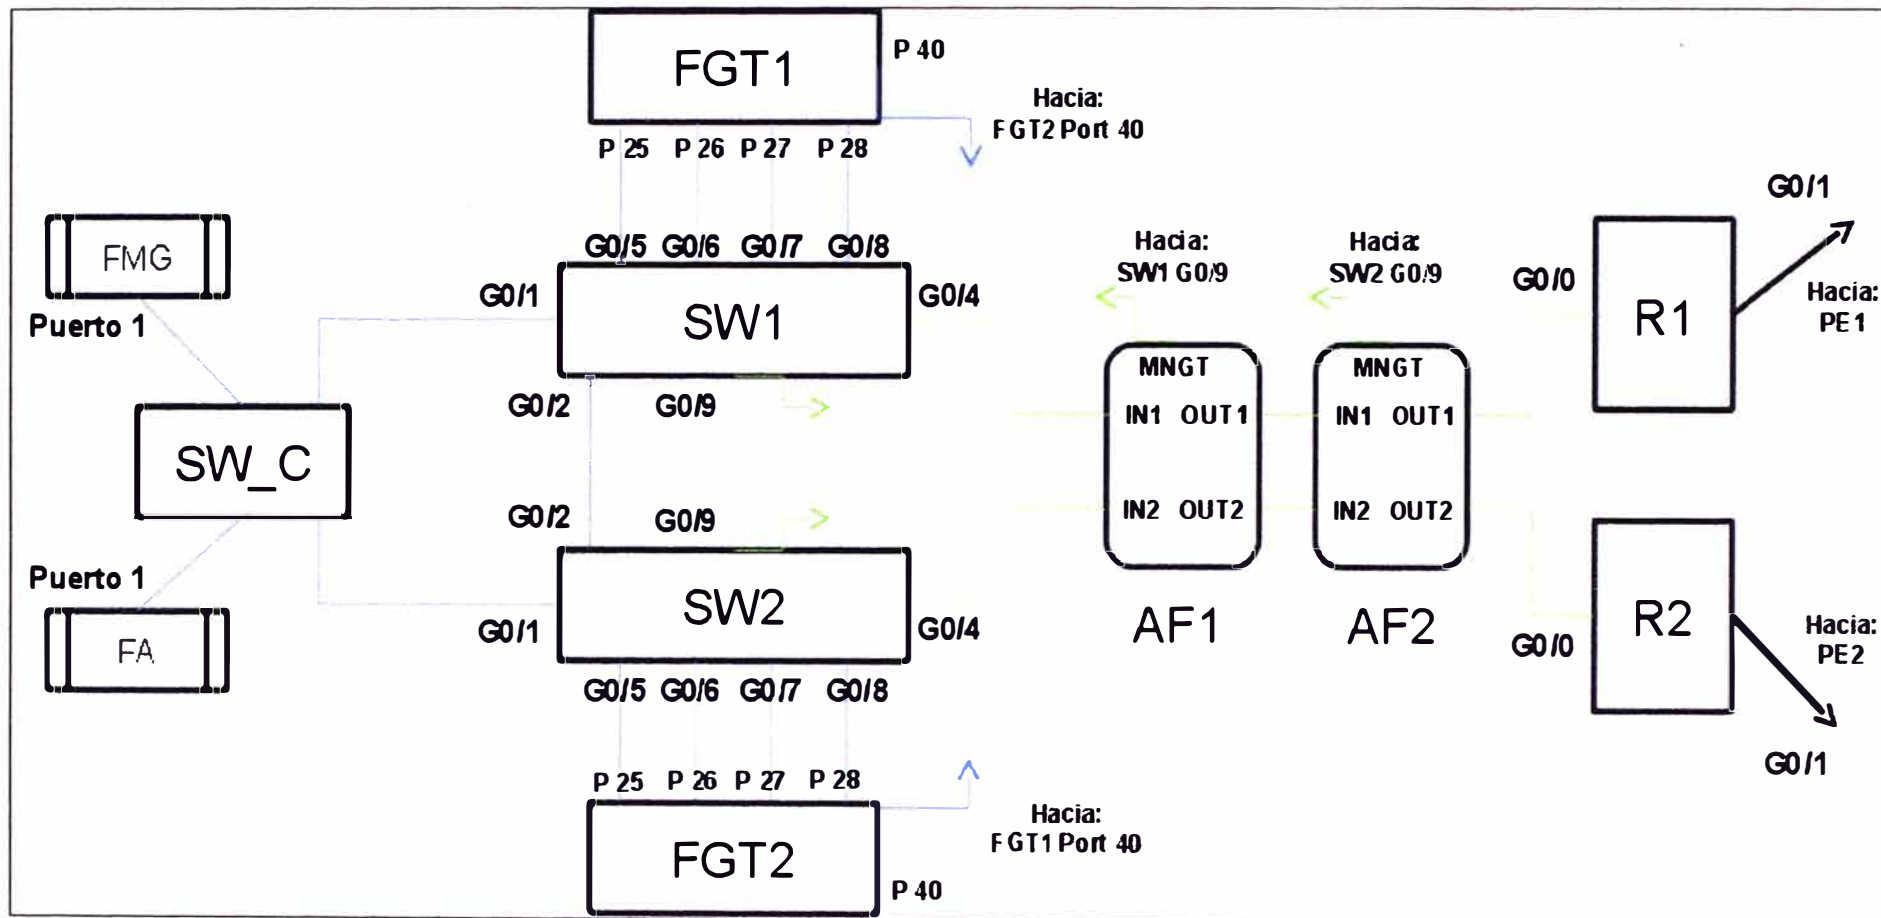 FGT1
P 40
Hacia:
FGT2 Port 40
P 25 P 26 P 27 P 28
G0/1
FMG
Puerto 1
G0/5 G0/6 G0/7 G0/8
G0/1
SW1
G0/4
Hacia:
SW1 G0/9
Hacia:
SW2 G0/9
G0/0
R1
Hacia:
PE1
MNGT
MNGT
G0/2
G0/9
IN1 OUT1
IN1 OUT1
SW_C
G0/2
G0/9
IN2 OUT2
IN2 OUT2
Puerto 1
FA
G0/1
SW2
G0/4
AF1
AF2
G0/0
R2
Hacia:
PE2
G0/5 G0/6 G0/7 G0/8
G0/1
P 25 P 26 P 27 P 28
Hacia:
FGT1 Port 40
FGT2
P 40